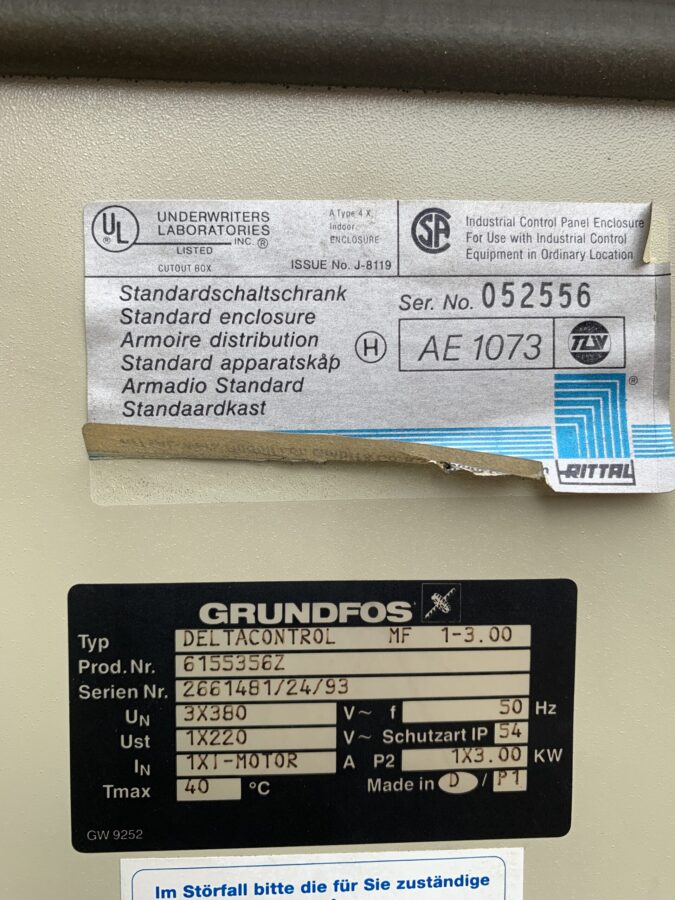 UL
UNDERWRITERS
LABORATORIES
INC. ®
LISTED
CUTOUT BOX
A Type 4 X
Indoor
ENCLOSURE
ISSUE No. J-8119
SA
Industrial Control Panel Enclosure
For Use with Industrial Control
Equipment in Ordinary Location
Standardschaltschrank
Standard enclosure
Armoire distribution
Standard apparatskåp
Armadio Standard
Standaardkast
Ser. No. 052556
H
AE 1073
TÜV
®
RITTAL
GRUNDFOS
Typ DELTACONTROL MF 1-3.00
Prod.Nr. 6155356Z
Serien Nr. 2661481/24/93
UN 3X380 V~ f 50 Hz
Ust 1X220 V~ Schutzart IP 54
IN 1XI-MOTOR A P2 1X3.00 KW
Tmax 40 °C Made in D / P1
GW 9252
Im Störfall bitte die für Sie zuständige